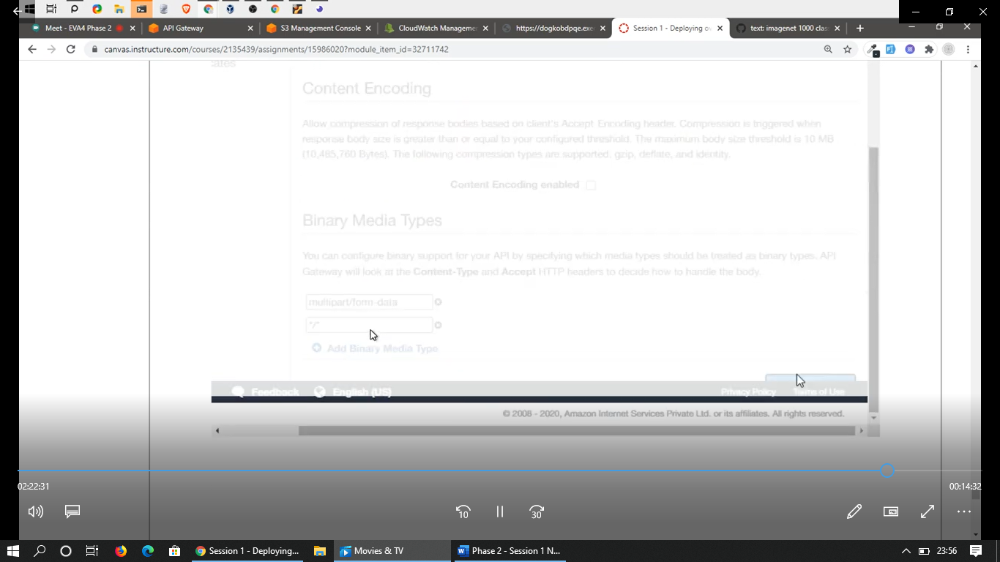 Meet - EVA4 Phase 2
API Gateway
S3 Management Console
CloudWatch Manageme
https://dogkobdpqe.exe
Session 1 - Deploying ov
text: imagenet 1000 clas
canvas.instructure.com/courses/2135439/assignments/15986020?module_item_id=32711742
Content Encoding
Allow compression of response bodies based on client's Accept Encoding header. Compression is triggered when
response body size is greater than or equal to your configured threshold. The maximum body size threshold is 10 MB
(10,485,760 Bytes). The following compression types are supported: gzip, deflate, and identity.
Content Encoding enabled
Binary Media Types
You can configure binary support for your API by specifying which media types should be treated as binary types. API
Gateway will look at the Content-Type and Accept HTTP headers to decide how to handle the body.
multipart/form-data
*/*
Add Binary Media Type
Feedback
English (US)
Privacy Policy
Terms of Use
© 2008 - 2020, Amazon Internet Services Private Ltd. or its affiliates. All rights reserved.
02:22:31
00:14:32
10
30
Session 1 - Deploying...
Movies & TV
Phase 2 - Session 1 N...
23:56